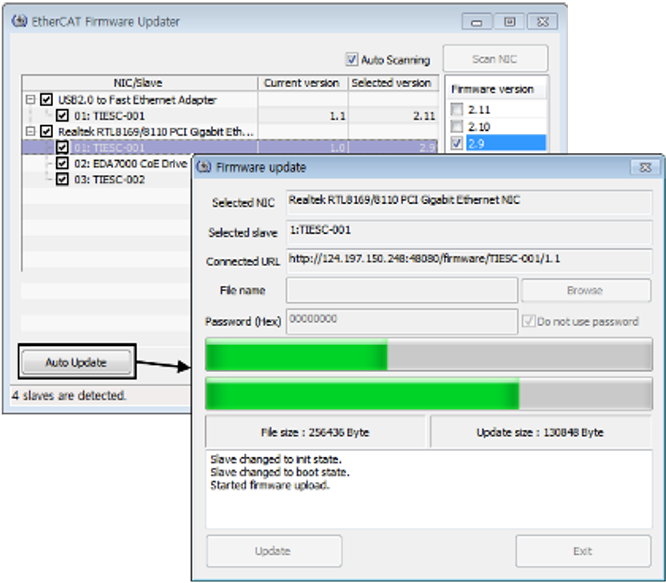 EtherCAT Firmware Updater
Auto Scanning
Scan NIC
NIC/Slave Current version Selected version
Firmware version
USB2.0 to Fast Ethernet Adapter
2.11
01: TIESC-001 1.1 2.11
2.10
Realtek RTL8169/8110 PCI Gigabit Eth...
2.9
01: TIESC-001 1.0 2.9
02: EDA7000 CoE Drive
03: TIESC-002
Auto Update
4 slaves are detected.
Firmware update
Selected NIC Realtek RTL8169/8110 PCI Gigabit Ethernet NIC
Selected slave 1:TIESC-001
Connected URL http://124.197.150.248:48080/firmware/TIESC-001/1.1
File name Browse
Password (Hex) 00000000 Do not use password
File size : 256436 Byte Update size : 130848 Byte
Slave changed to init state.
Slave changed to boot state.
Started firmware upload.
Update Exit